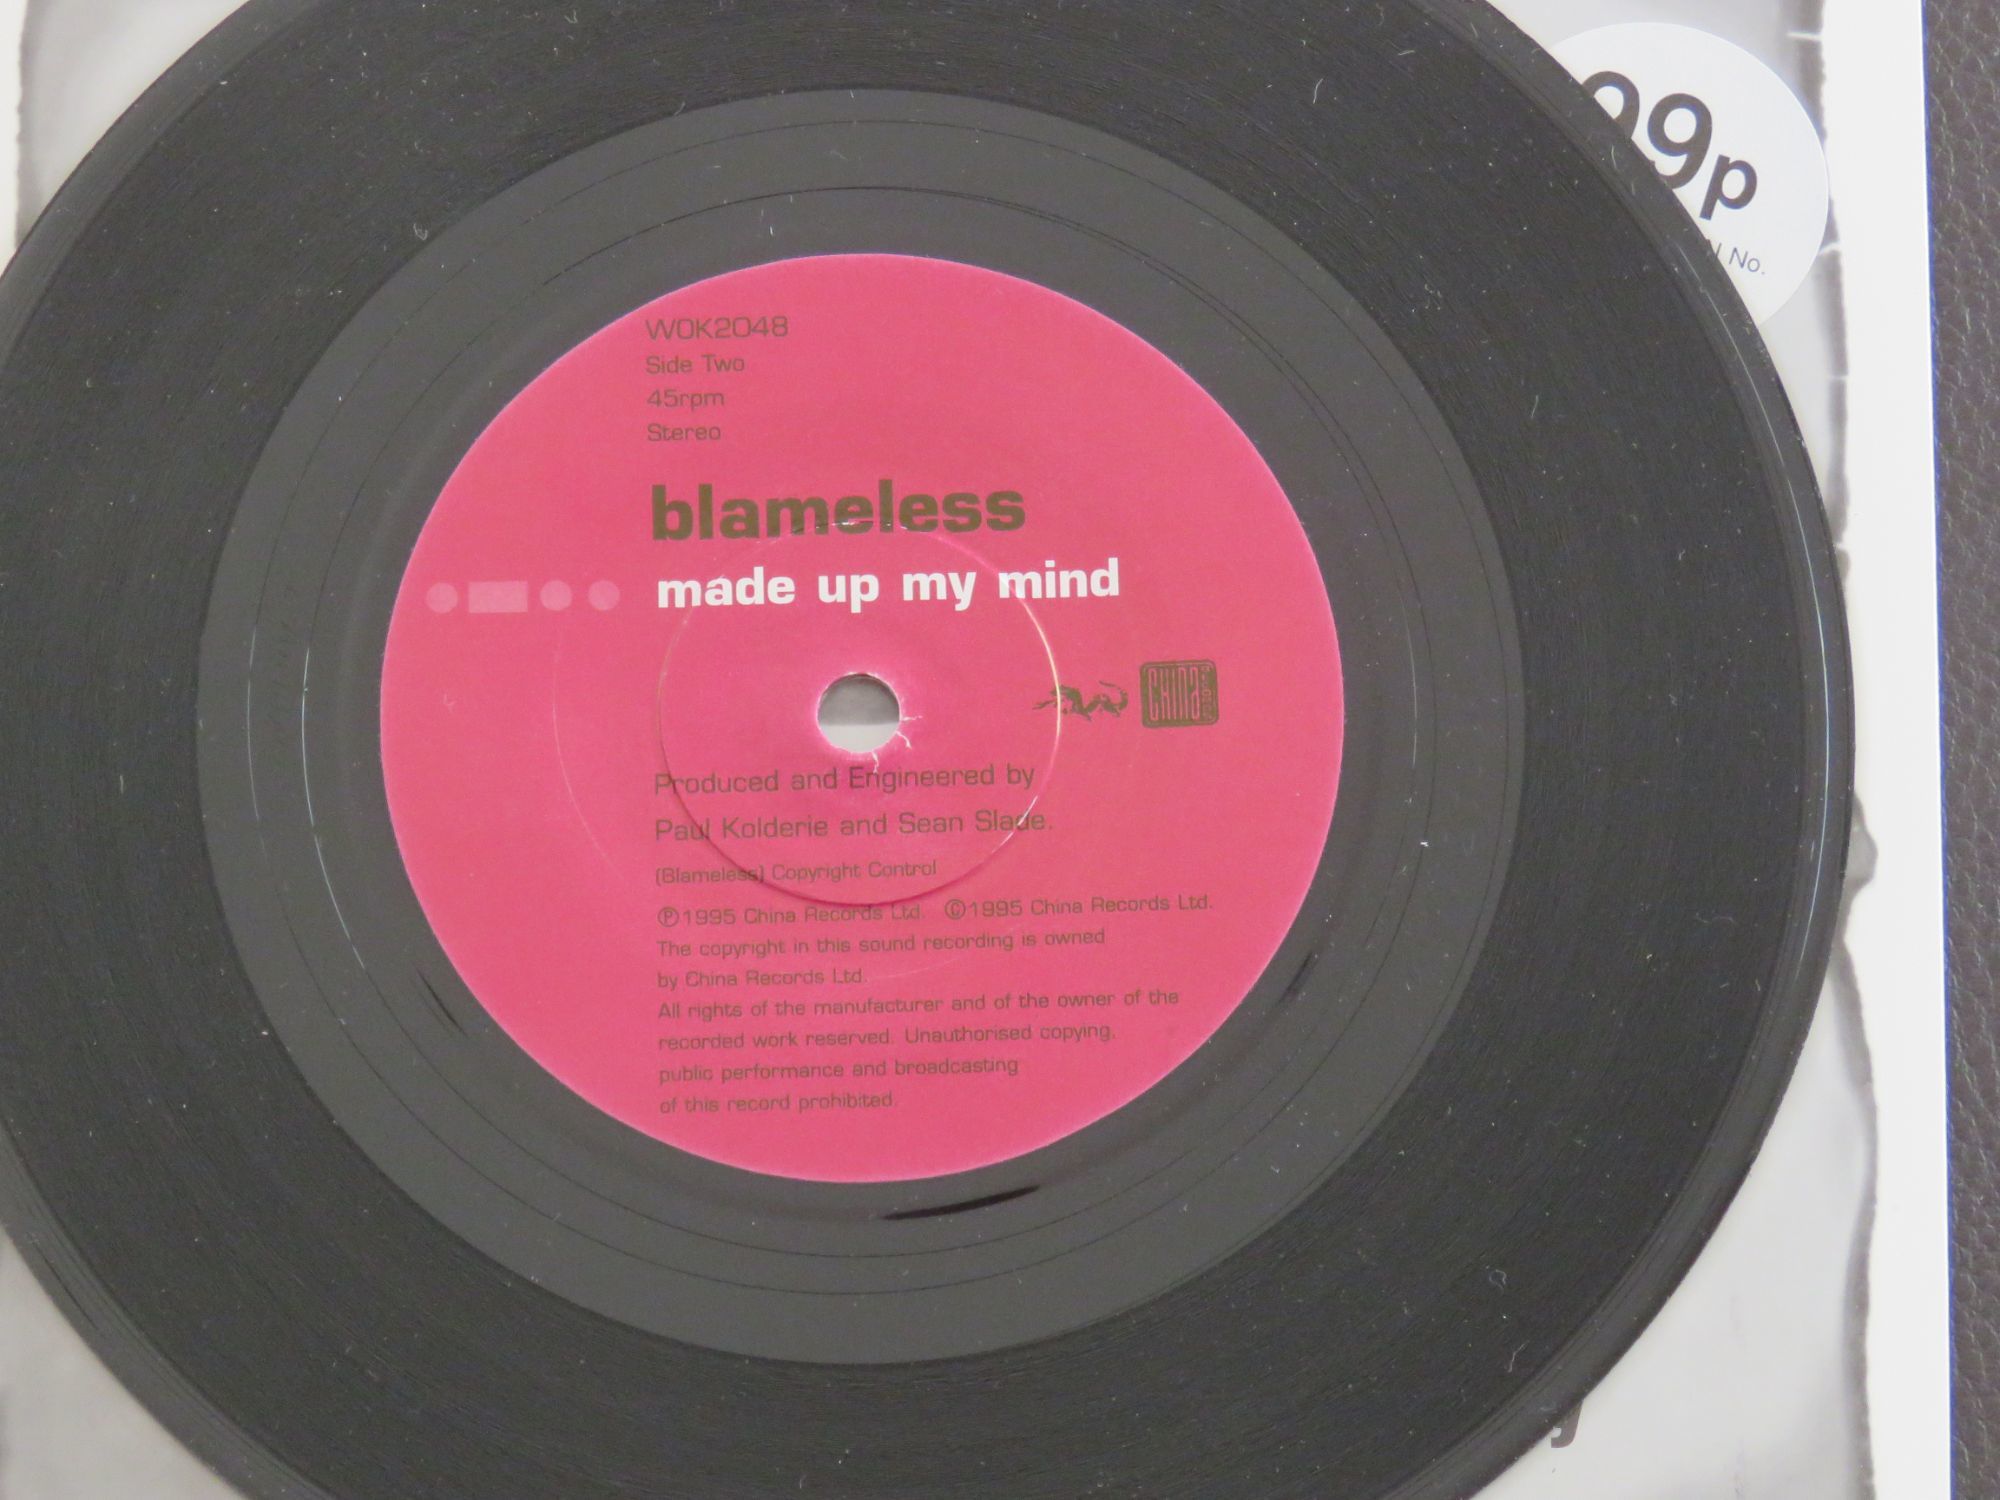 WOK2048
Side Two
45rpm
Stereo
blameless
made up my mind
CHINA
Produced and Engineered by
Paul Kolderie and Sean Slade.
(Blameless) Copyright Control
℗1995 China Records Ltd. ©1995 China Records Ltd.
The copyright in this sound recording is owned
by China Records Ltd.
All rights of the manufacturer and of the owner of the
recorded work reserved. Unauthorised copying,
public performance and broadcasting
of this record prohibited.
99p
No.